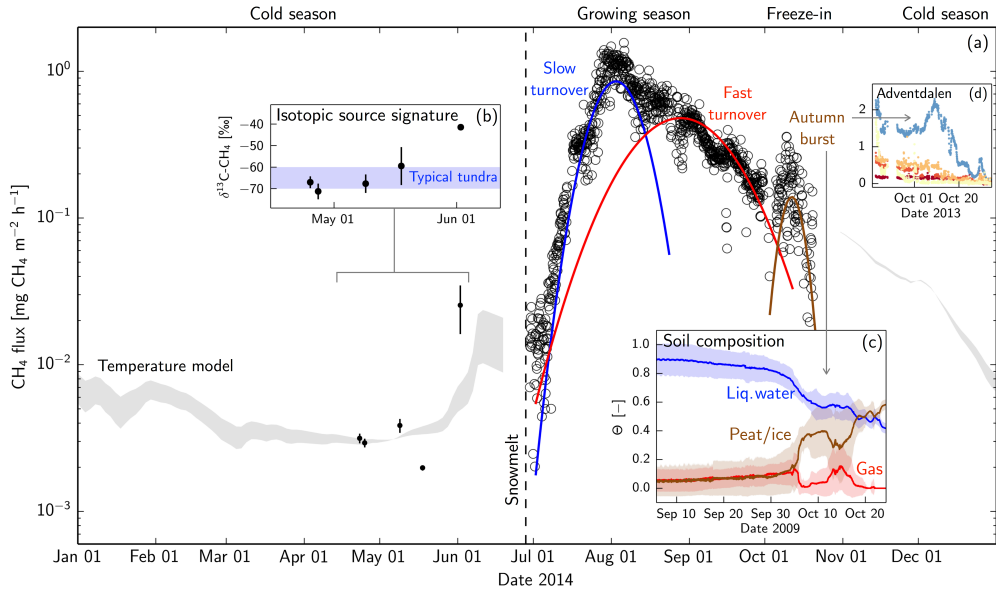 Cold season
Growing season
Freeze-in
Cold season
(a)
CH₄ flux [mg CH₄ m⁻² h⁻¹]
10⁰
10⁻¹
10⁻²
10⁻³
Slow
turnover
Fast
turnover
Autumn
burst
Temperature model
Snowmelt
Isotopic source signature
(b)
δ¹³C-CH₄ [‰]
−40
−50
−60
−70
Typical tundra
May 01
Jun 01
Adventdalen
(d)
2
1
0
Oct 01
Oct 20
Date 2013
Soil composition
(c)
Θ [-]
1.0
0.8
0.6
0.4
0.2
0.0
Liq.water
Peat/ice
Gas
Sep 10
Sep 20
Sep 30
Oct 10
Oct 20
Date 2009
Jan 01
Feb 01
Mar 01
Apr 01
May 01
Jun 01
Jul 01
Aug 01
Sep 01
Oct 01
Nov 01
Dec 01
Date 2014